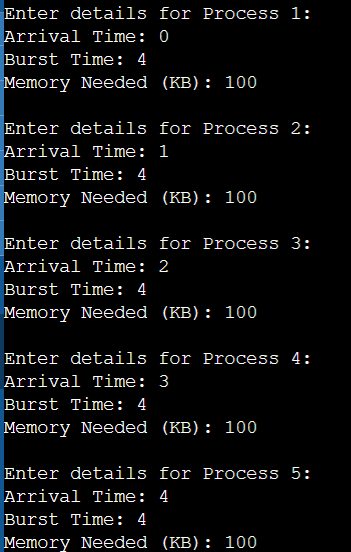 Enter details for Process 1:
Arrival Time: 0
Burst Time: 4
Memory Needed (KB): 100
Enter details for Process 2:
Arrival Time: 1
Burst Time: 4
Memory Needed (KB): 100
Enter details for Process 3:
Arrival Time: 2
Burst Time: 4
Memory Needed (KB): 100
Enter details for Process 4:
Arrival Time: 3
Burst Time: 4
Memory Needed (KB): 100
Enter details for Process 5:
Arrival Time: 4
Burst Time: 4
Memory Needed (KB): 100